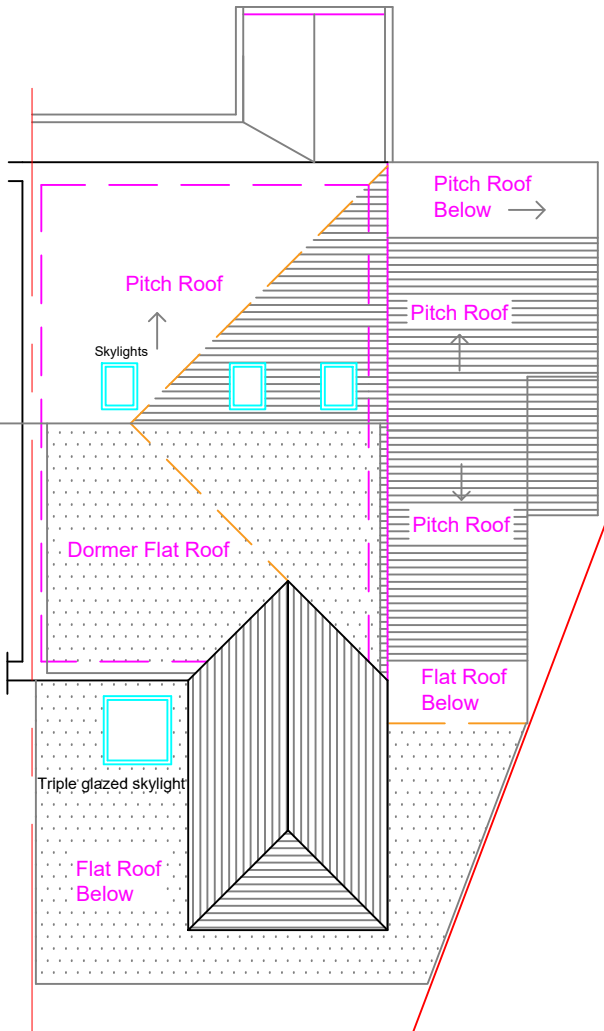 Pitch Roof
Below
Pitch Roof
Pitch Roof
Skylights
Pitch Roof
Dormer Flat Roof
Flat Roof
Below
Triple glazed skylight
Flat Roof
Below